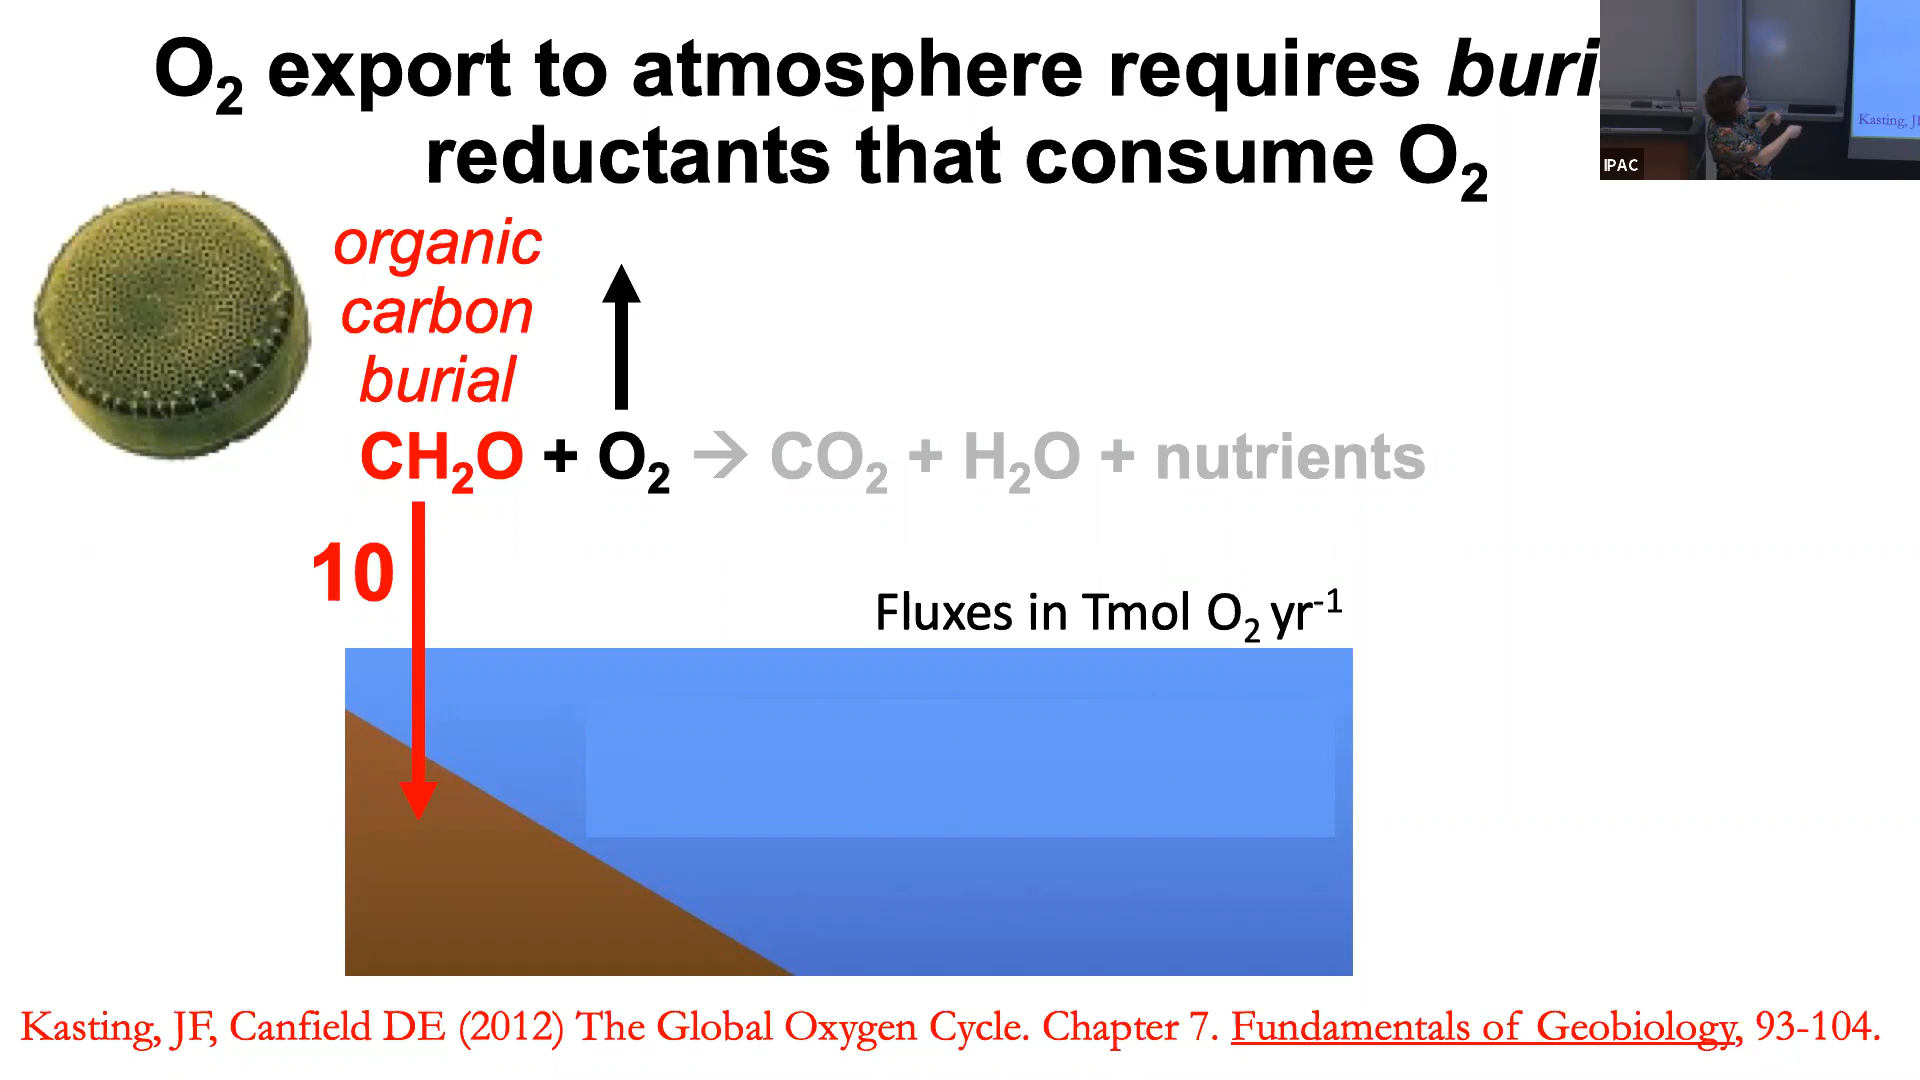 O₂ export to atmosphere requires
reductants that consume O₂
IPAC
Kasting,
organic
carbon
burial
CH₂O + O₂ → CO₂ + H₂O + nutrients
10
Fluxes in Tmol O₂ yr⁻¹
Kasting, JF, Canfield DE (2012) The Global Oxygen Cycle. Chapter 7. Fundamentals of Geobiology, 93-104.